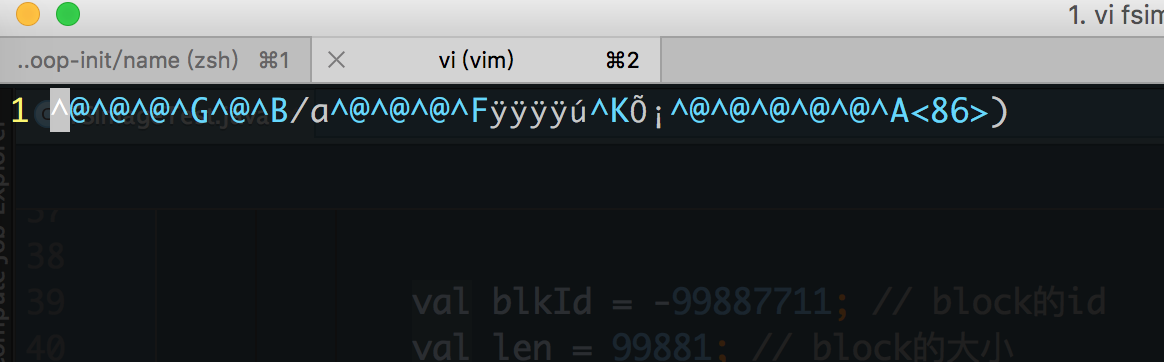 1. vi fsim
..oop-init/name (zsh) ⌘1
vi (vim) ⌘2
1 ^@^@^@^G^@^B/a^@^@^@^Fÿÿÿÿú^KÕ¡^@^@^@^@^@^A<86>)
37
38
39 val blkId = -99887711; // block的id
40 val len = 99881; // block的大小